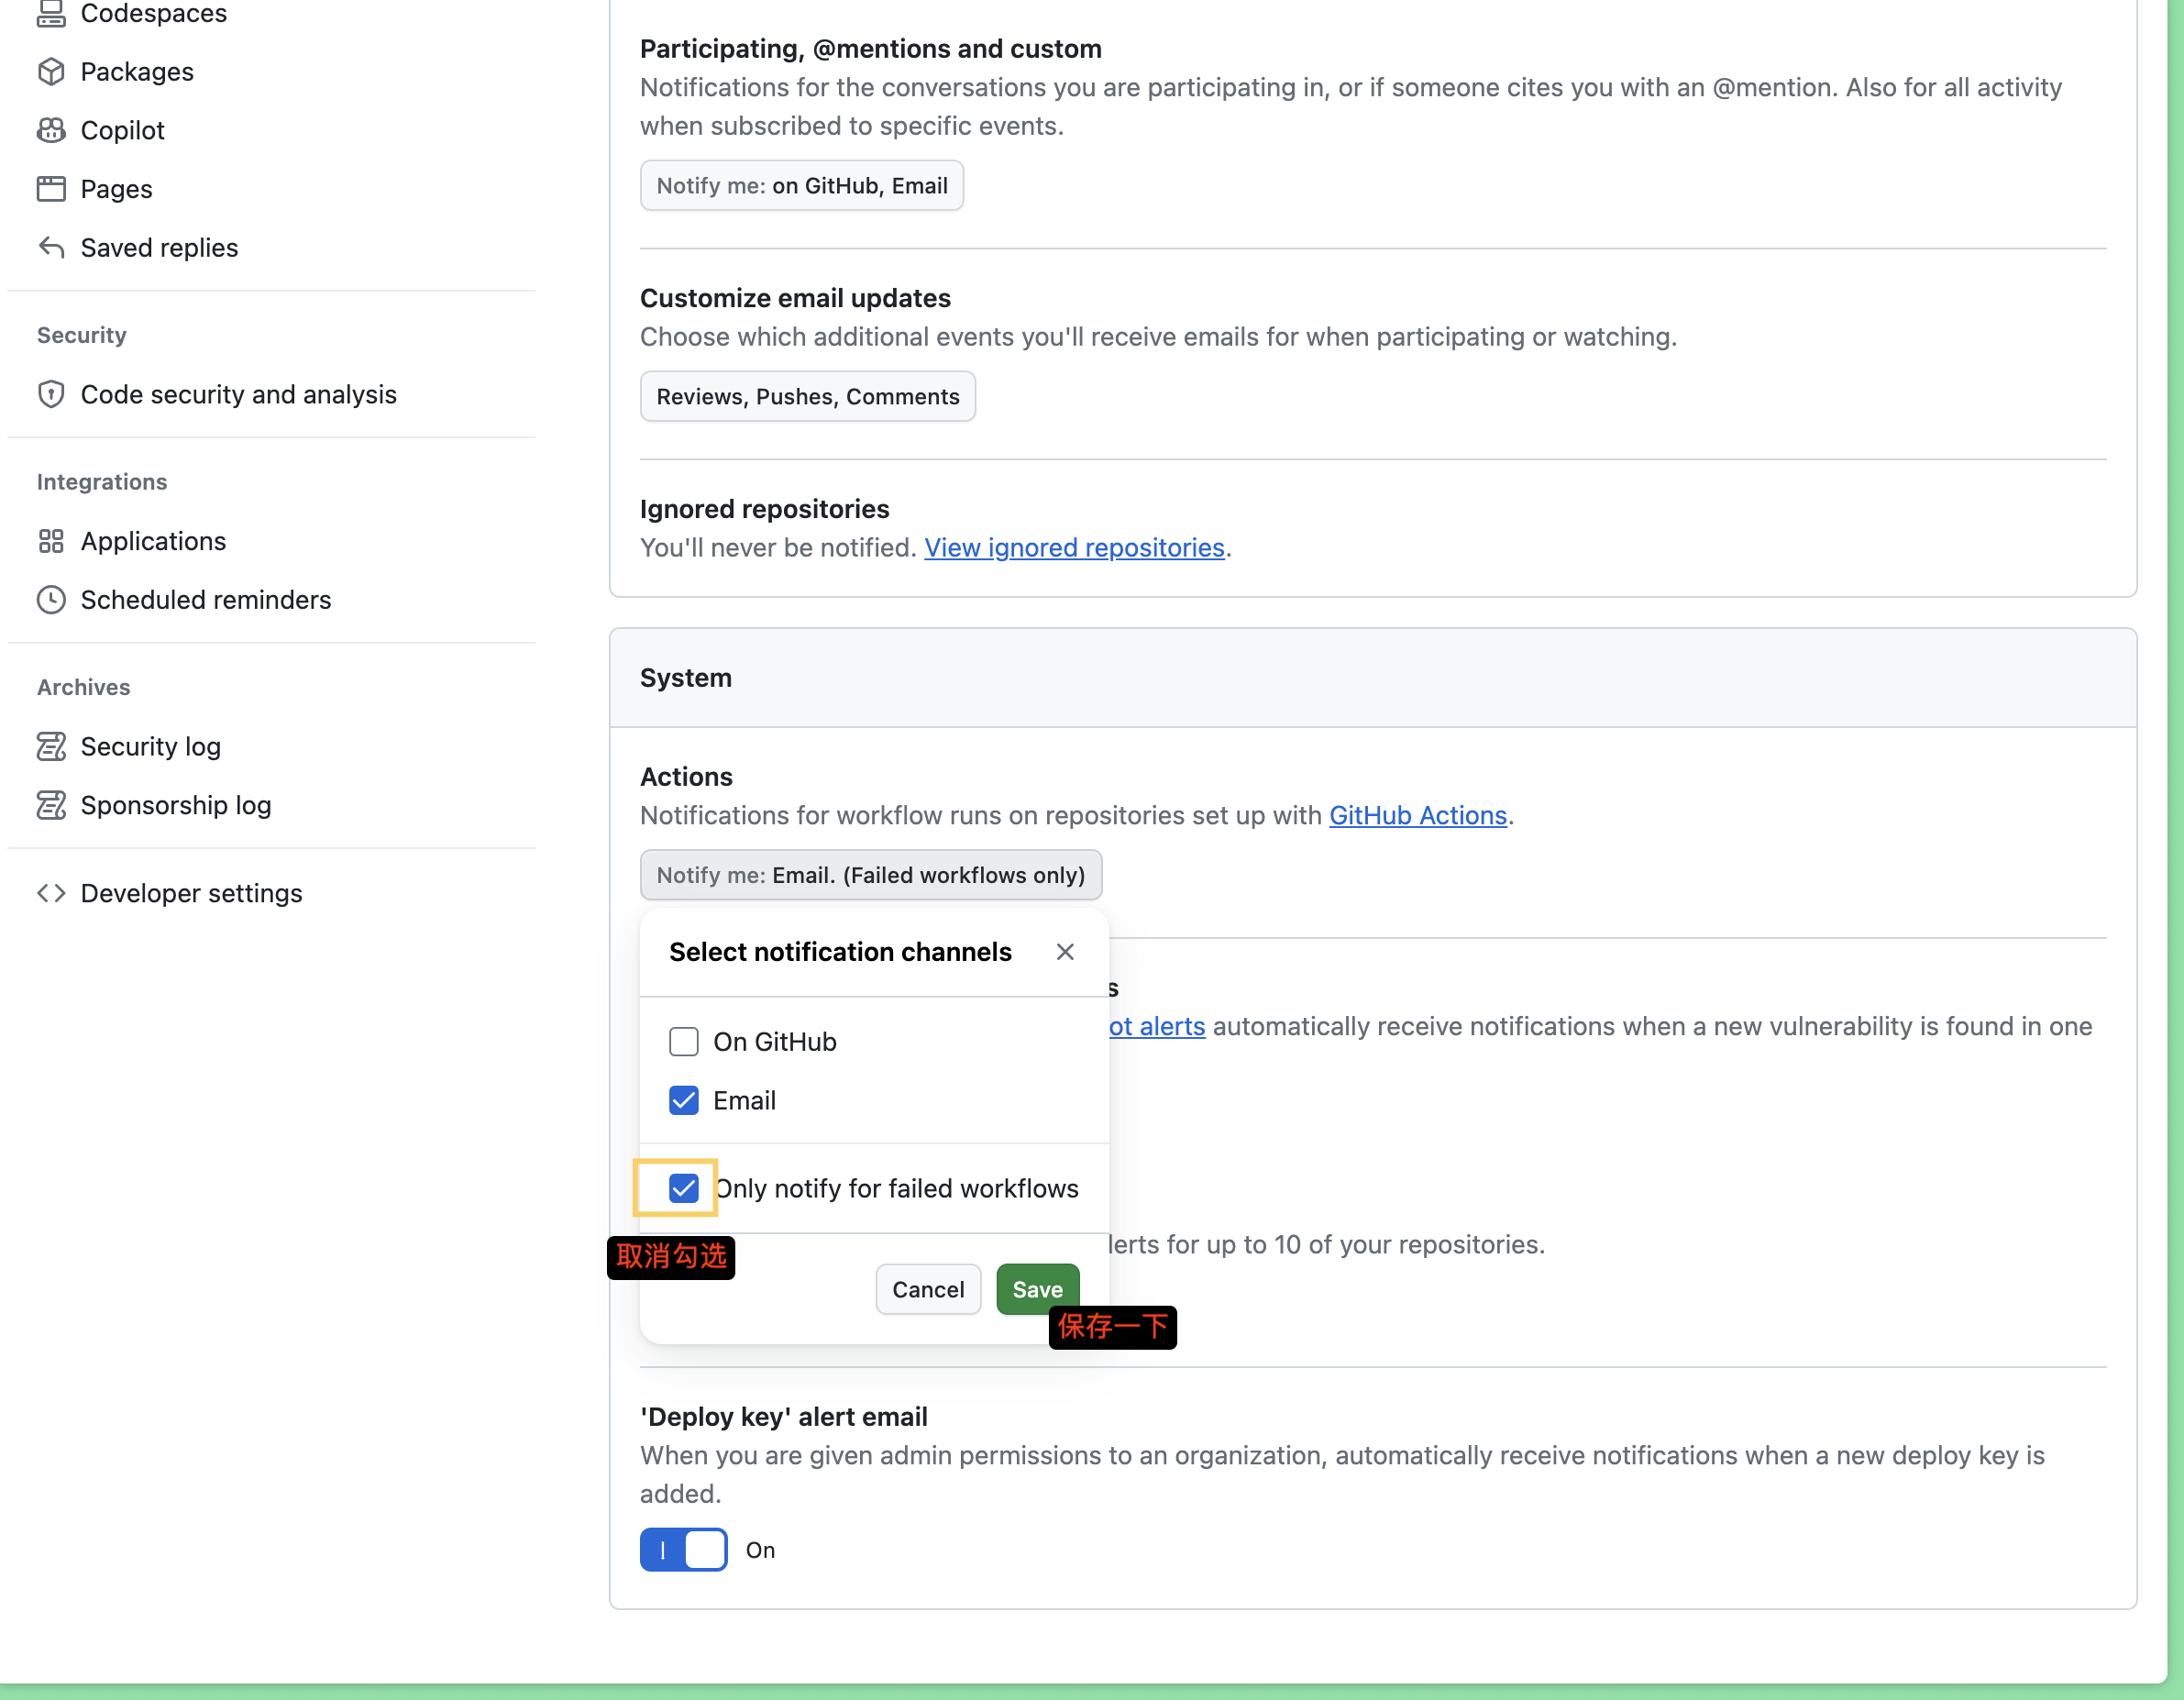 Codespaces
Packages
Copilot
Pages
Saved replies
Security
Code security and analysis
Integrations
Applications
Scheduled reminders
Archives
Security log
Sponsorship log
Developer settings
Participating, @mentions and custom
Notifications for the conversations you are participating in, or if someone cites you with an @mention. Also for all activity
when subscribed to specific events.
Notify me: on GitHub, Email
Customize email updates
Choose which additional events you'll receive emails for when participating or watching.
Reviews, Pushes, Comments
Ignored repositories
You'll never be notified. View ignored repositories.
System
Actions
Notifications for workflow runs on repositories set up with GitHub Actions.
Notify me: Email. (Failed workflows only)
Select notification channels
s
ot alerts automatically receive notifications when a new vulnerability is found in one
On GitHub
Email
Only notify for failed workflows
取消勾选
lerts for up to 10 of your repositories.
Cancel
Save
保存一下
'Deploy key' alert email
When you are given admin permissions to an organization, automatically receive notifications when a new deploy key is
added.
On